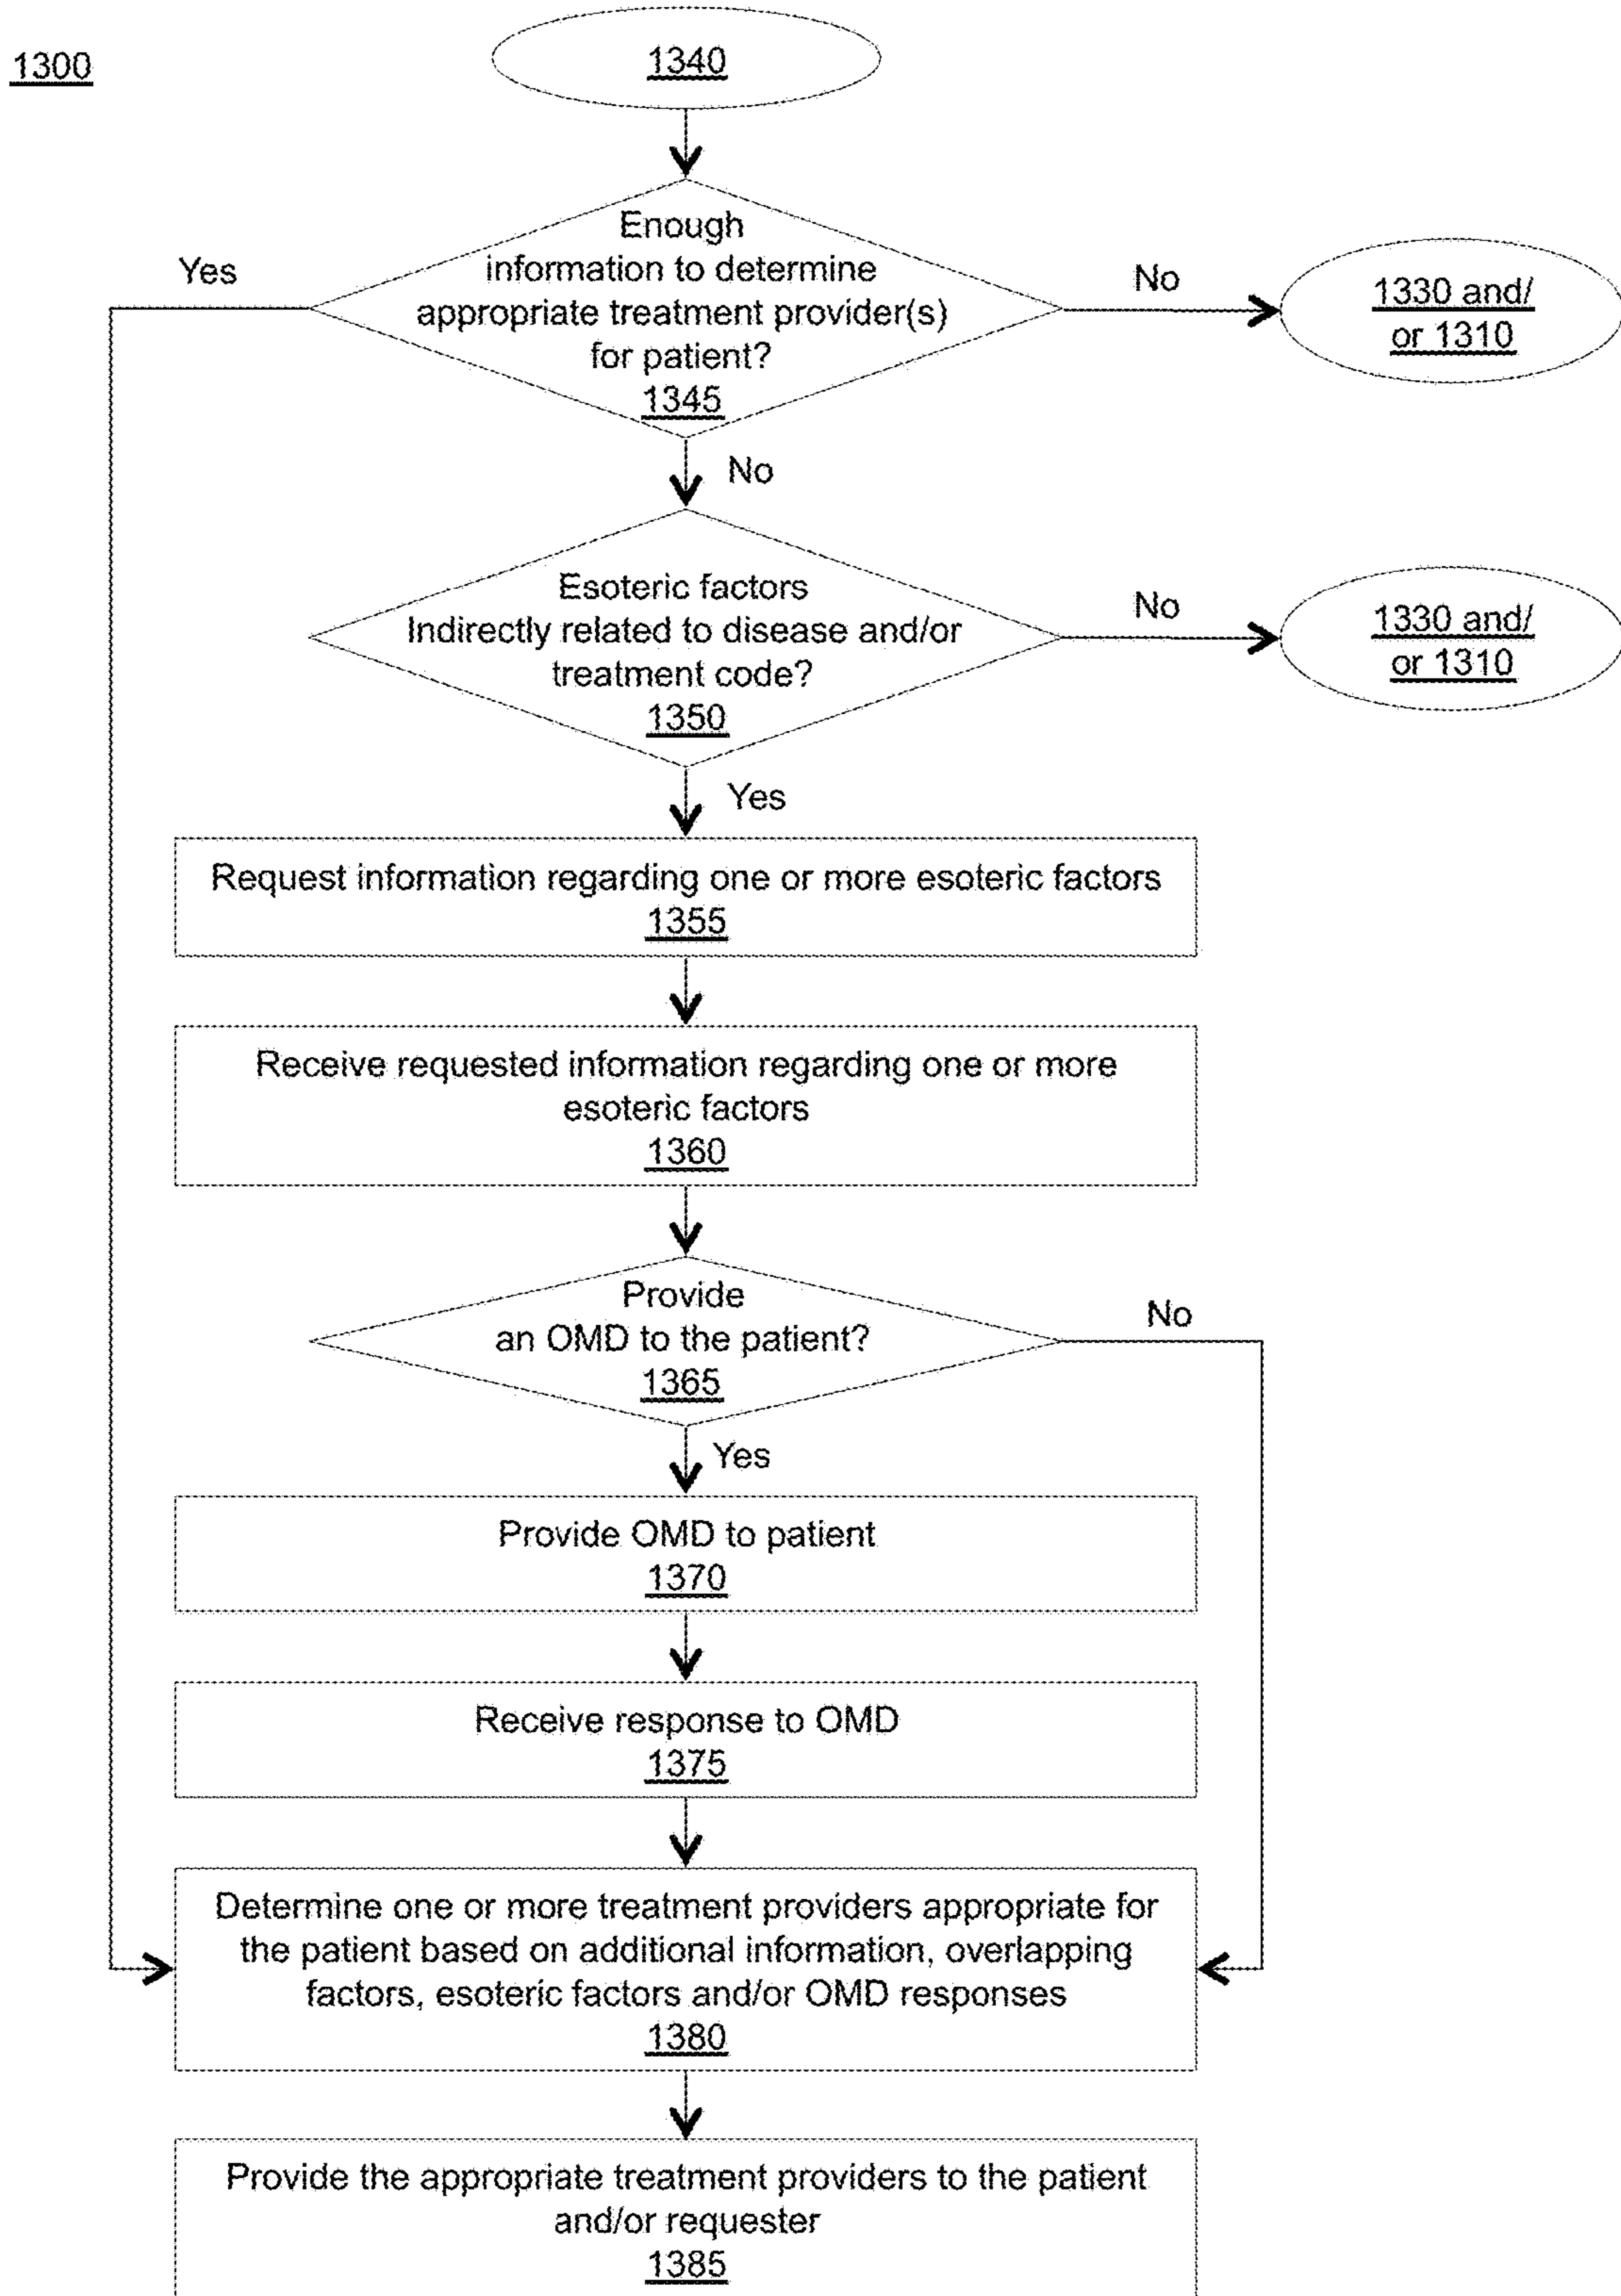 1300
1340
Enough
information to determine
appropriate treatment provider(s)
for patient?
1345
Yes
No
1330 and/
or 1310
No
Esoteric factors
Indirectly related to disease and/or
treatment code?
1350
No
1330 and/
or 1310
Yes
Request information regarding one or more esoteric factors
1355
Receive requested information regarding one or more
esoteric factors
1360
Provide
an OMD to the patient?
1365
No
Yes
Provide OMD to patient
1370
Receive response to OMD
1375
Determine one or more treatment providers appropriate for
the patient based on additional information, overlapping
factors, esoteric factors and/or OMD responses
1380
Provide the appropriate treatment providers to the patient
and/or requester
1385